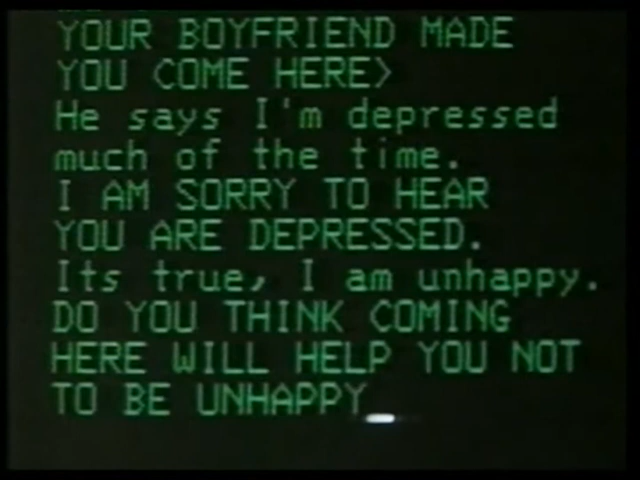 YOUR BOYFRIEND MADE
YOU COME HERE>
He says I'm depressed
much of the time.
I AM SORRY TO HEAR
YOU ARE DEPRESSED.
Its true, I am unhappy.
DO YOU THINK COMING
HERE WILL HELP YOU NOT
TO BE UNHAPPY